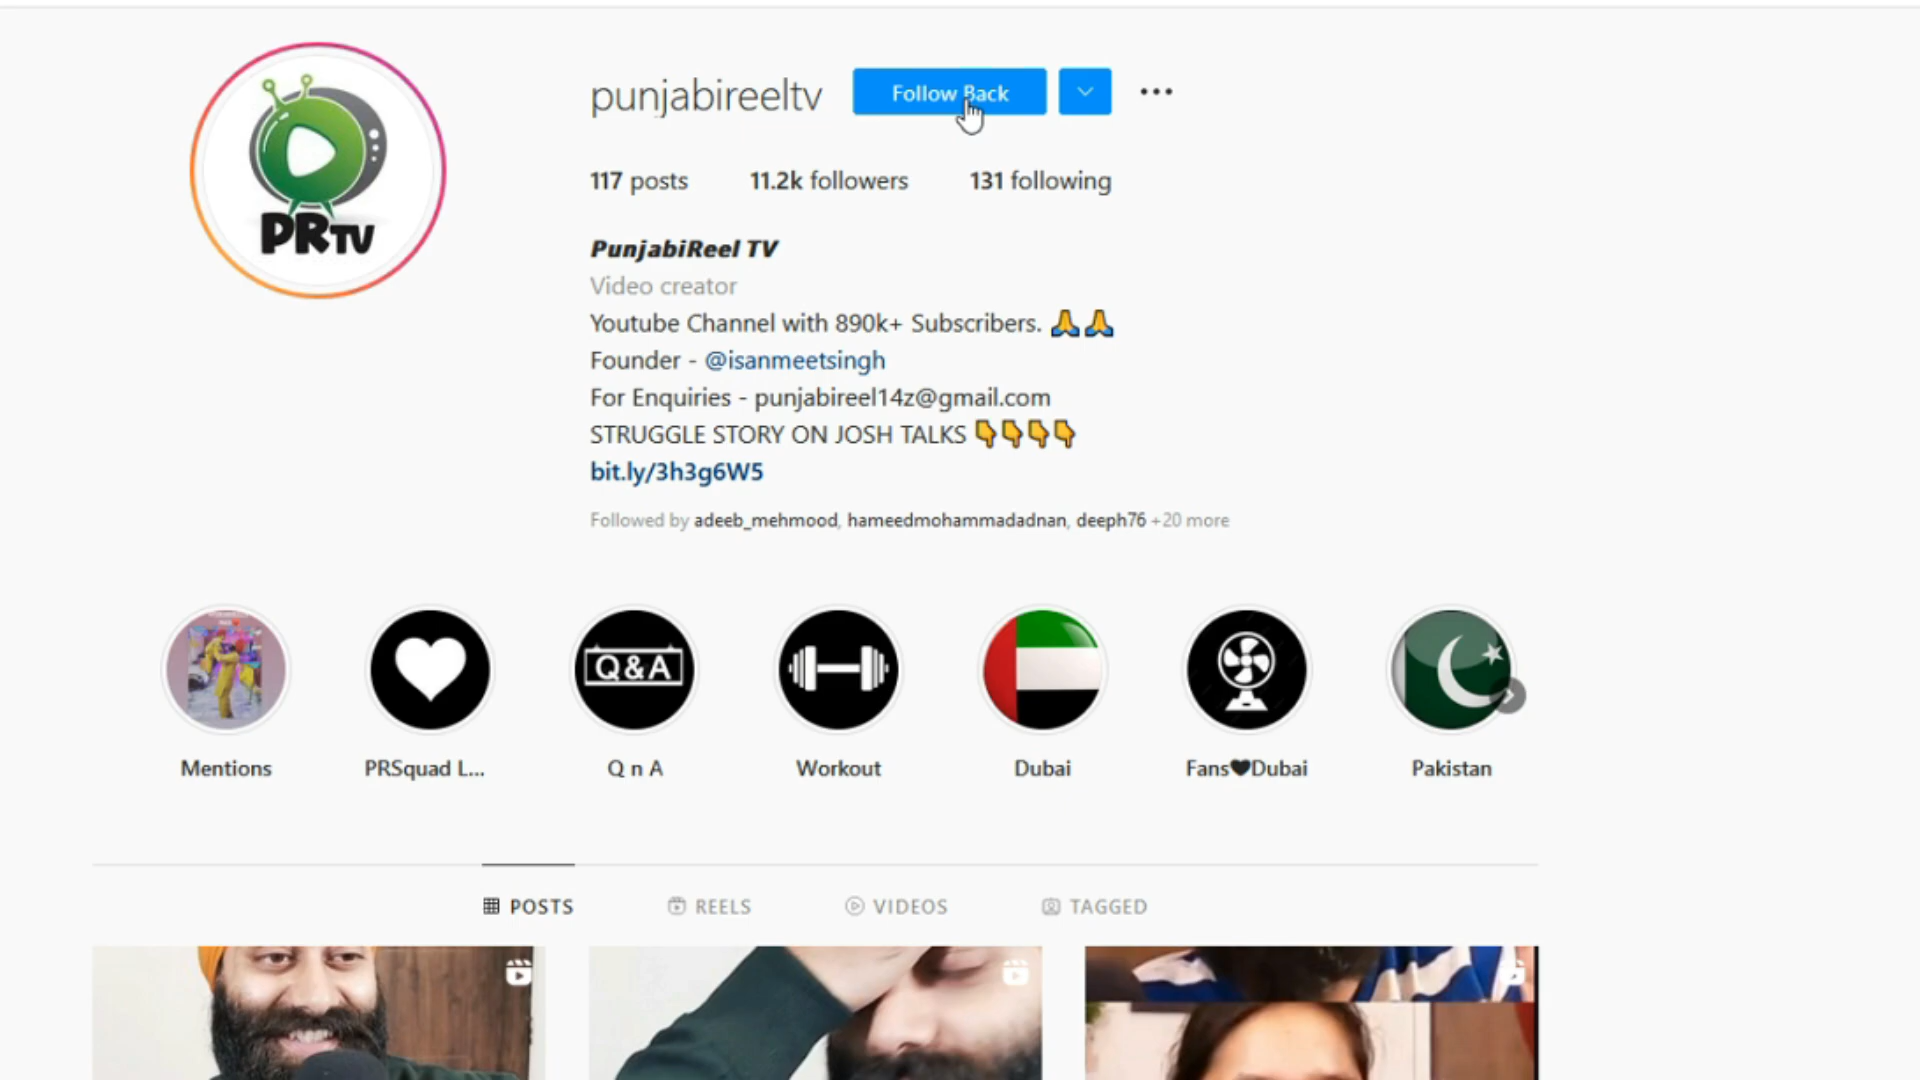 PRTV
punjabireeltv Follow Back
117 posts 11.2k followers 131 following
PunjabiReel TV
Video creator
Youtube Channel with 890k+ Subscribers. 🙏🙏
Founder - @isanmeetsingh
For Enquiries - punjabireel14z@gmail.com
STRUGGLE STORY ON JOSH TALKS 👇👇👇👇
bit.ly/3h3g6W5
Followed by adeeb_mehmood, hameedmohammadadnan, deeph76 +20 more
Q&A
Mentions PRSquad L... Q n A Workout Dubai Fans🖤Dubai Pakistan
POSTS REELS VIDEOS TAGGED